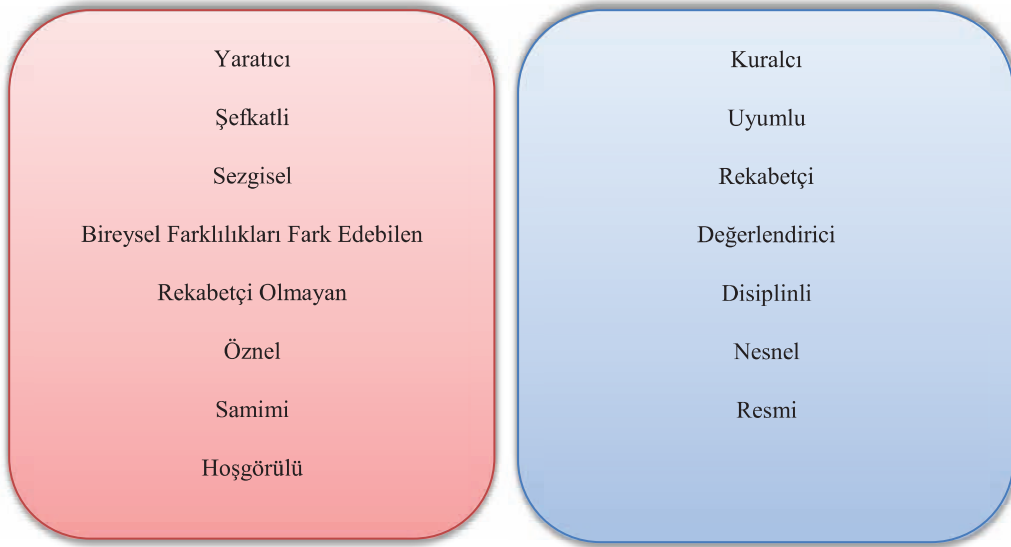 Yaratıcı
Şefkatli
Sezgisel
Bireysel Farklılıkları Fark Edebilen
Rekabetçi Olmayan
Öznel
Samimi
Hoşgörülü
Kuralcı
Uyumlu
Rekabetçi
Değerlendirici
Disiplinli
Nesnel
Resmi